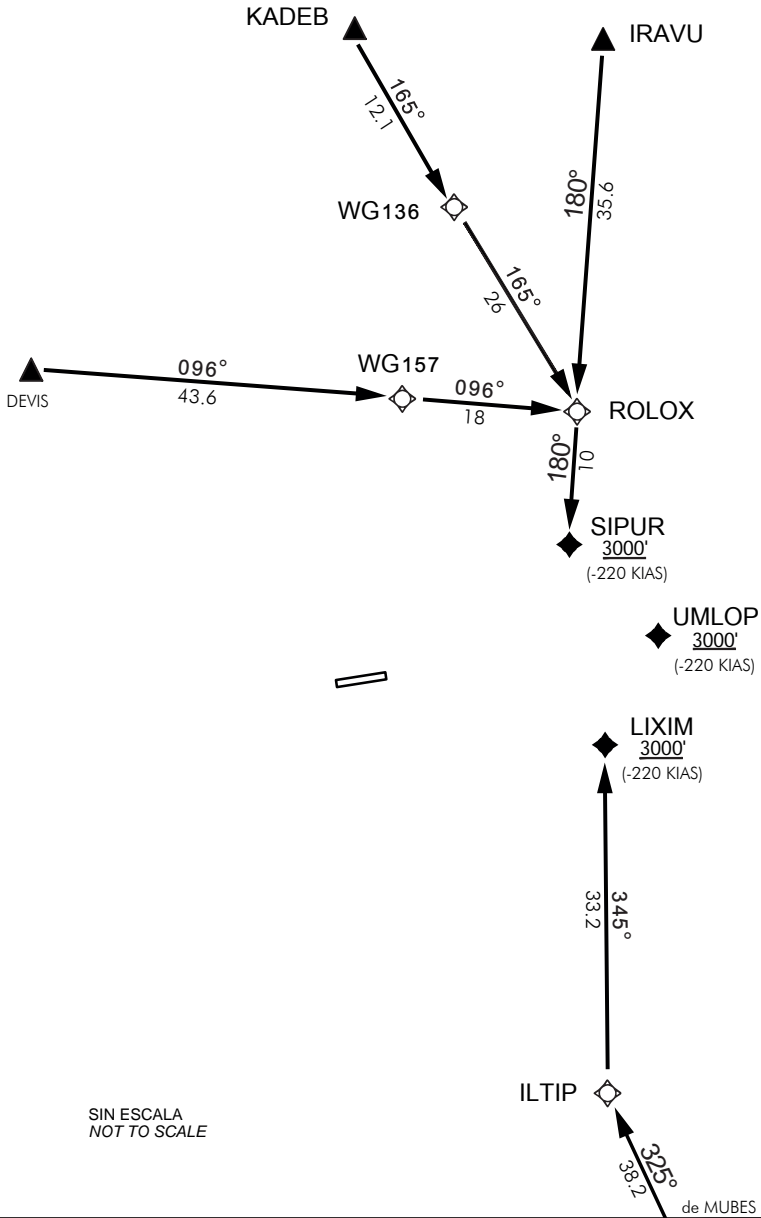 KADEB
IRAVU
165°
12.1
180°
35.6
WG136
165°
26
WG157
096°
43.6
DEVIS
096°
18
ROLOX
180°
10
SIPUR
3000'
(-220 KIAS)
UMLOP
3000'
(-220 KIAS)
LIXIM
3000'
(-220 KIAS)
345°
33.2
ILTIP
SIN ESCALA
NOT TO SCALE
325°
38.2
de MUBES